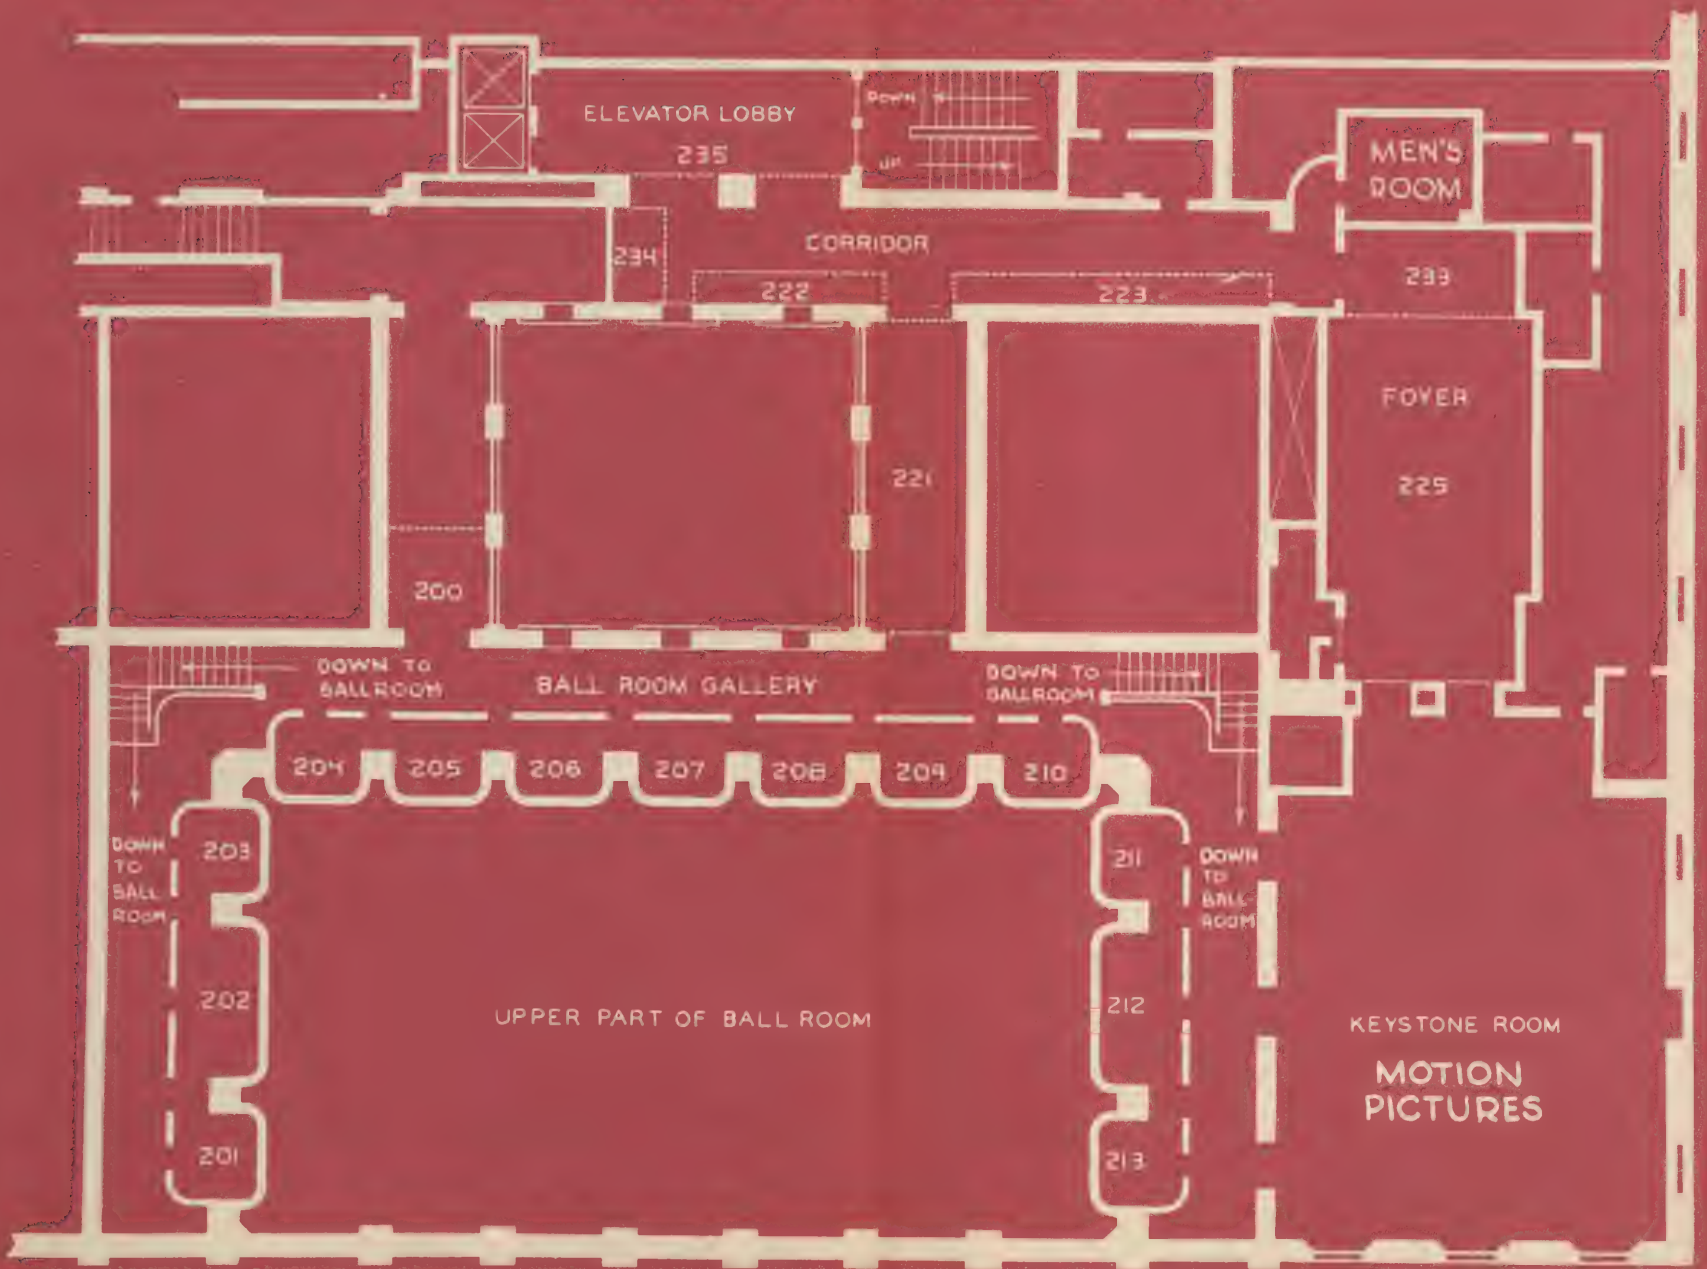 ELEVATOR LOBBY
235
DOWN
UP
MEN'S
ROOM
CORRIDOR
234
222
223
233
FOYER
225
221
200
DOWN TO
BALLROOM
BALL ROOM GALLERY
DOWN TO
BALLROOM
204
205
206
207
208
209
210
203
211
DOWN
TO
BALL
ROOM
DOWN
TO
BALL-
ROOM
202
212
UPPER PART OF BALL ROOM
KEYSTONE ROOM
MOTION
PICTURES
201
213